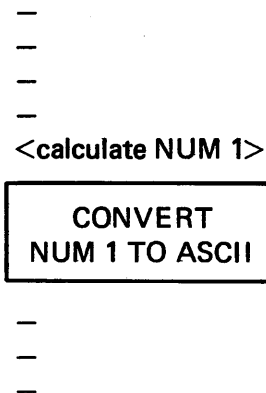 —
—
—
—
<calculate NUM 1>
CONVERT
NUM 1 TO ASCII
—
—
—